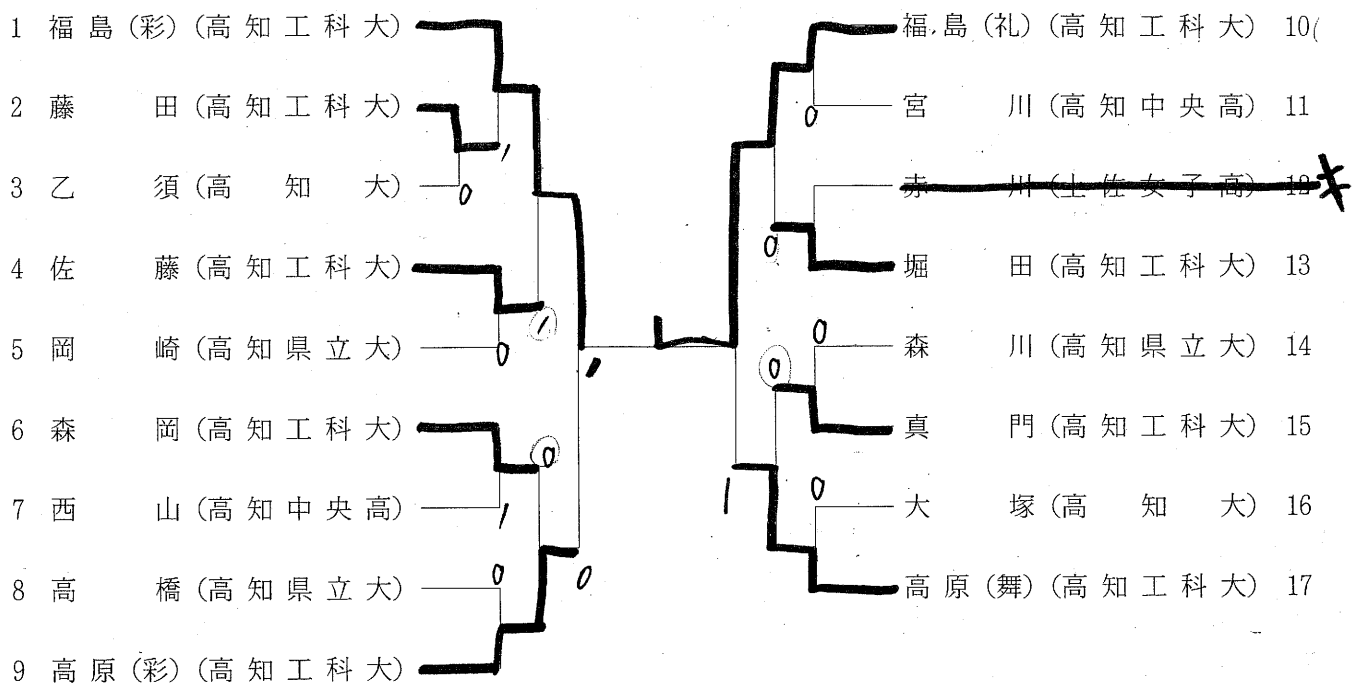 1 福島(彩)(高知工科大)
2 藤田(高知工科大)
3 乙須(高知大)
4 佐藤(高知工科大)
5 岡崎(高知県立大)
6 森岡(高知工科大)
7 西山(高知中央高)
8 高橋(高知県立大)
9 高原(彩)(高知工科大)
1
0
1
0
0
1
0
1
0
福島(礼)(高知工科大) 10
宮川(高知中央高) 11
赤川(土佐女子高) 12
堀田(高知工科大) 13
森川(高知県立大) 14
真門(高知工科大) 15
大塚(高知大) 16
高原(舞)(高知工科大) 17
0
0
0
0
0
1